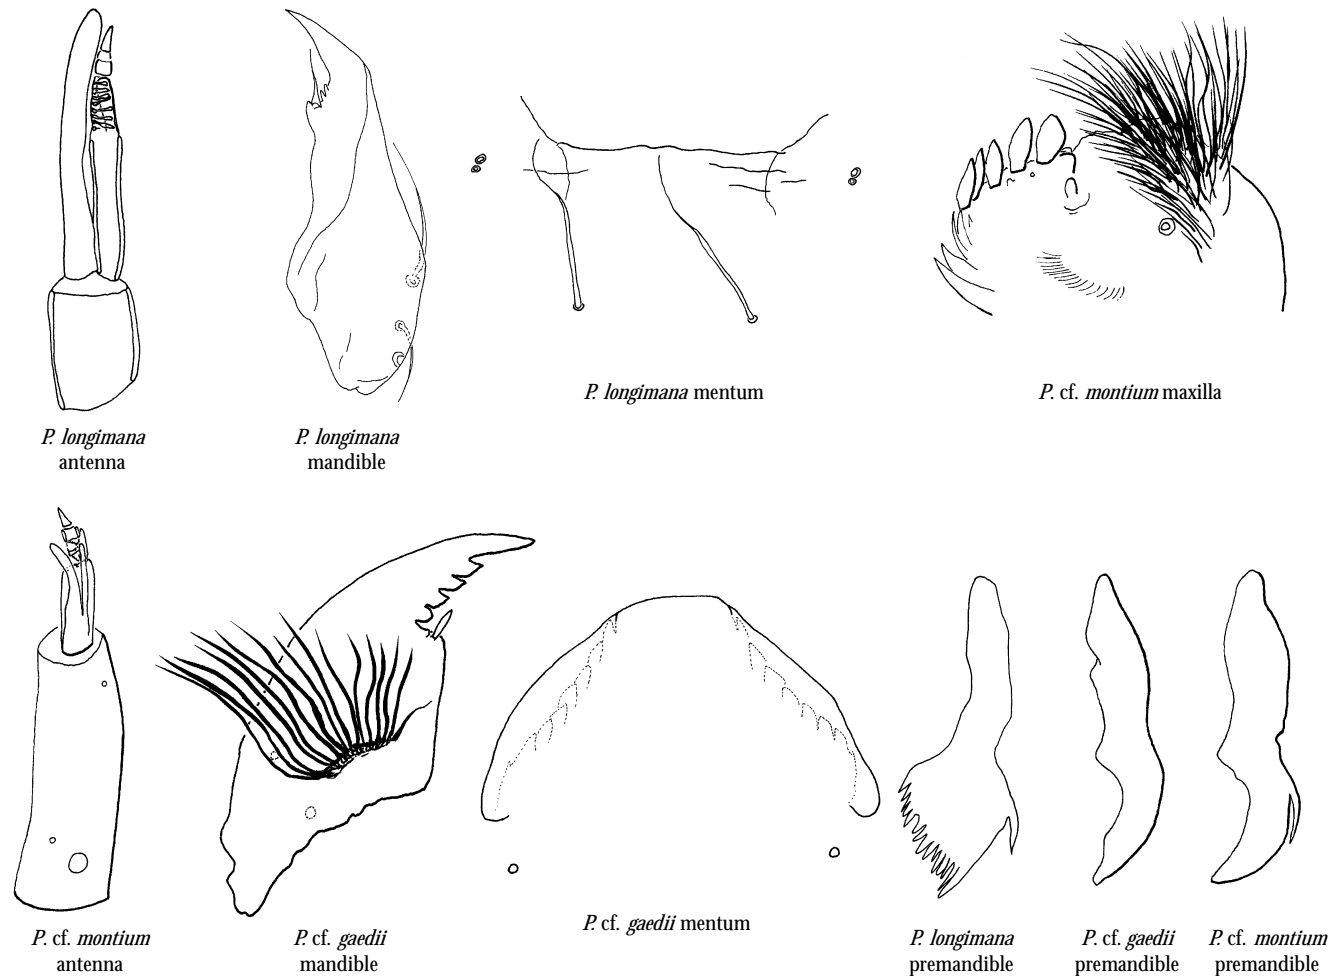 P. longimana mentum
P. cf. montium maxilla
P. longimana
antenna
P. longimana
mandible
P. cf. montium
antenna
P. cf. gaedii
mandible
P. cf. gaedii mentum
P. longimana
premandible
P. cf. gaedii
premandible
P. cf. montium
premandible